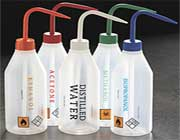 ETHANOL
ACETONE
DISTILLED
WATER
METHANOL
ISOPROPANOL